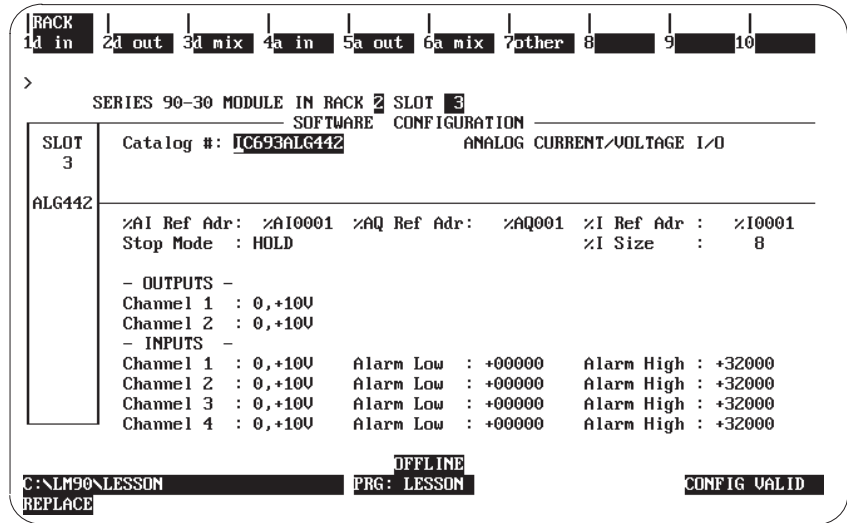 RACK
1d in 2d out 3d mix 4a in 5a out 6a mix 7other 8 9 10
>
SERIES 90-30 MODULE IN RACK 2 SLOT 3
SOFTWARE CONFIGURATION
SLOT Catalog #: IC693ALG442 ANALOG CURRENT/VOLTAGE I/O
3
ALG442
%AI Ref Adr: %AI0001 %AQ Ref Adr: %AQ001 %I Ref Adr : %I0001
Stop Mode : HOLD %I Size : 8
- OUTPUTS -
Channel 1 : 0,+10V
Channel 2 : 0,+10V
- INPUTS -
Channel 1 : 0,+10V Alarm Low : +00000 Alarm High : +32000
Channel 2 : 0,+10V Alarm Low : +00000 Alarm High : +32000
Channel 3 : 0,+10V Alarm Low : +00000 Alarm High : +32000
Channel 4 : 0,+10V Alarm Low : +00000 Alarm High : +32000
OFFLINE
C:\LM90\LESSON PRG: LESSON CONFIG VALID
REPLACE